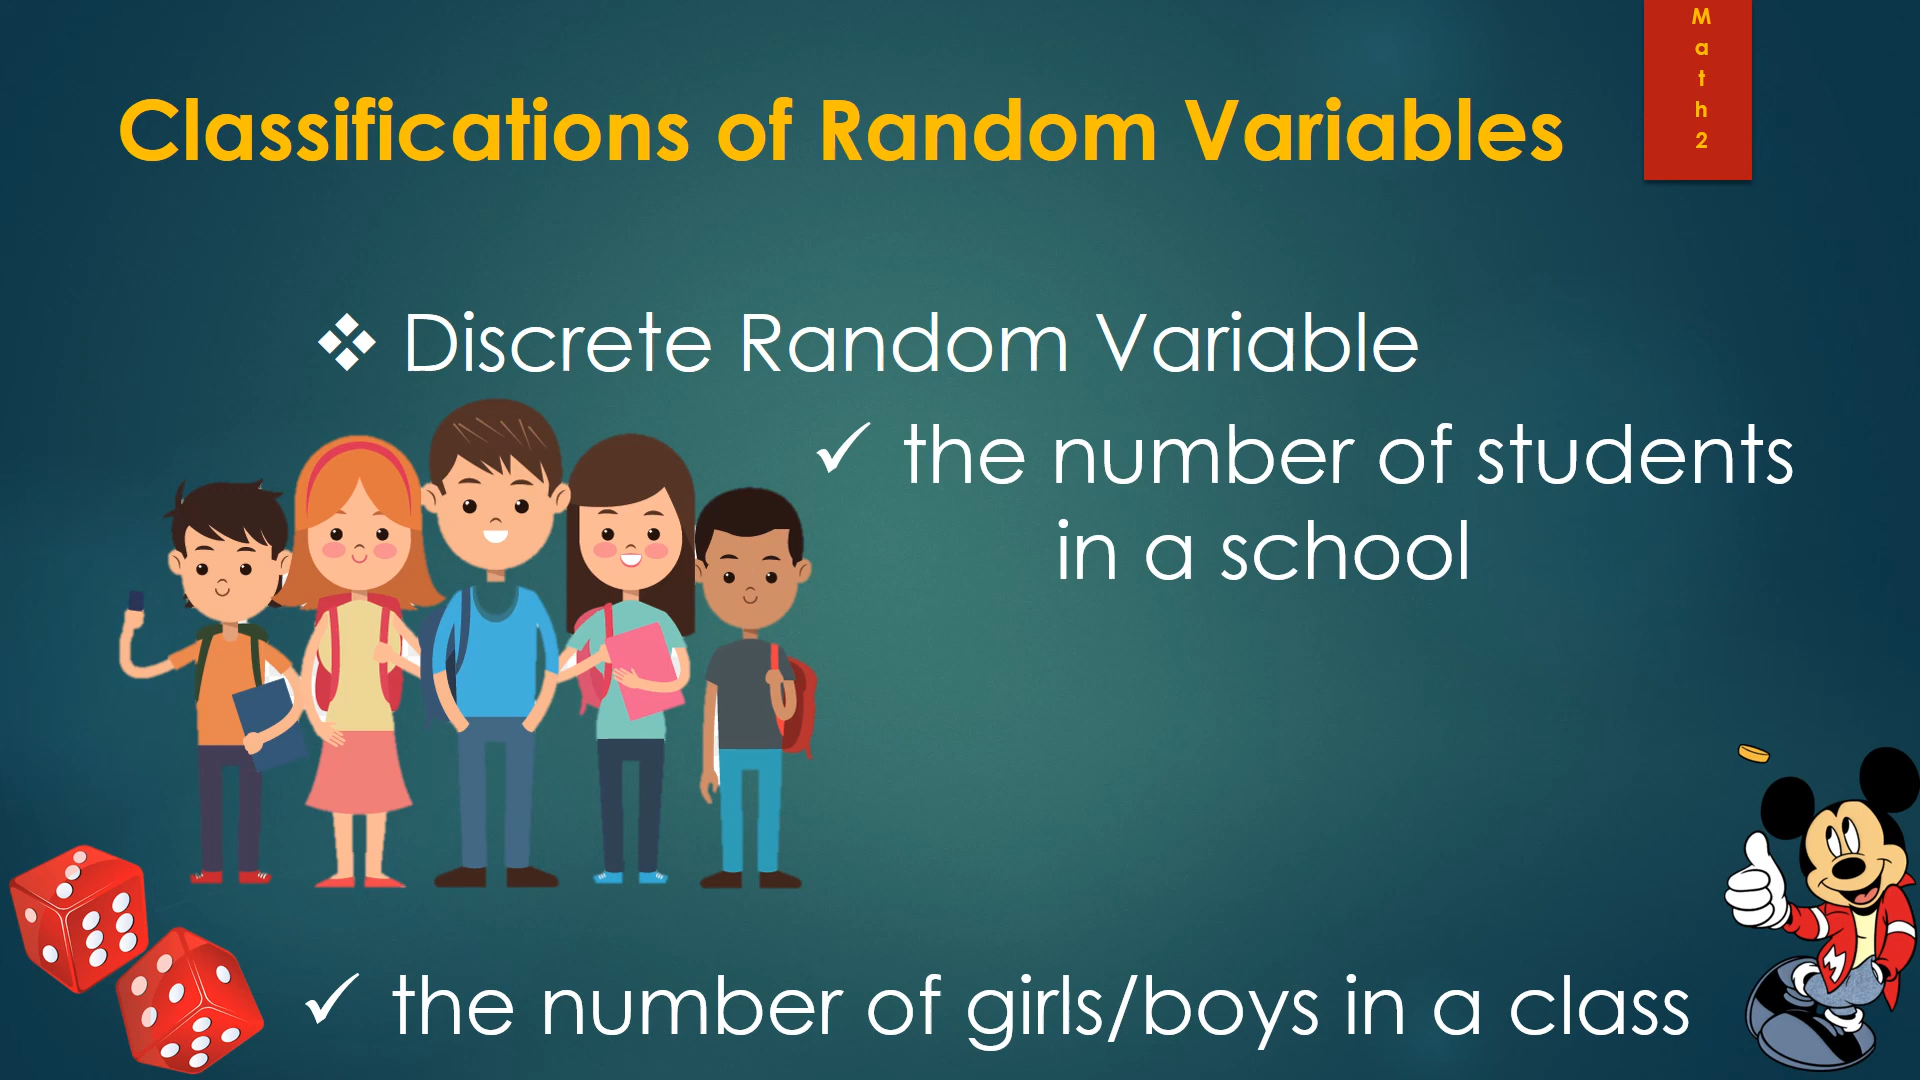 Math2
Classifications of Random Variables
❖ Discrete Random Variable
✓ the number of students
in a school
✓ the number of girls/boys in a class